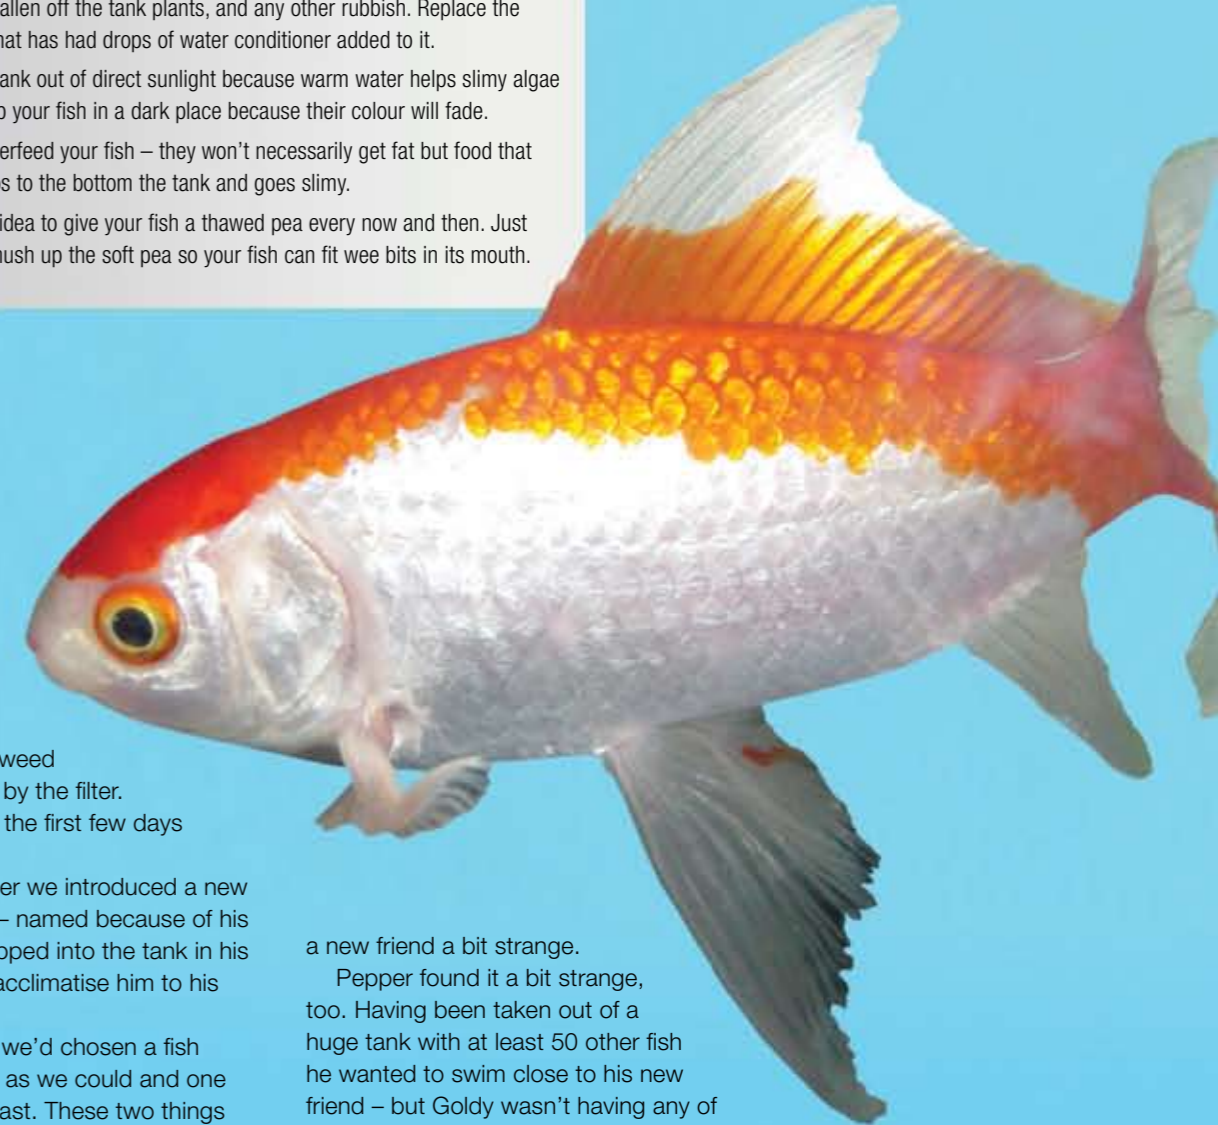 allen off the tank plants, and any other rubbish. Replace the
hat has had drops of water conditioner added to it.
ank out of direct sunlight because warm water helps slimy algae
p your fish in a dark place because their colour will fade.
erfeed your fish – they won't necessarily get fat but food that
os to the bottom the tank and goes slimy.
idea to give your fish a thawed pea every now and then. Just
nush up the soft pea so your fish can fit wee bits in its mouth.
weed
by the filter.
the first few days
er we introduced a new
– named because of his
pped into the tank in his
acclimatise him to his
we'd chosen a fish
as we could and one
ast. These two things
a new friend a bit strange.
Pepper found it a bit strange,
too. Having been taken out of a
huge tank with at least 50 other fish
he wanted to swim close to his new
friend – but Goldy wasn't having any of